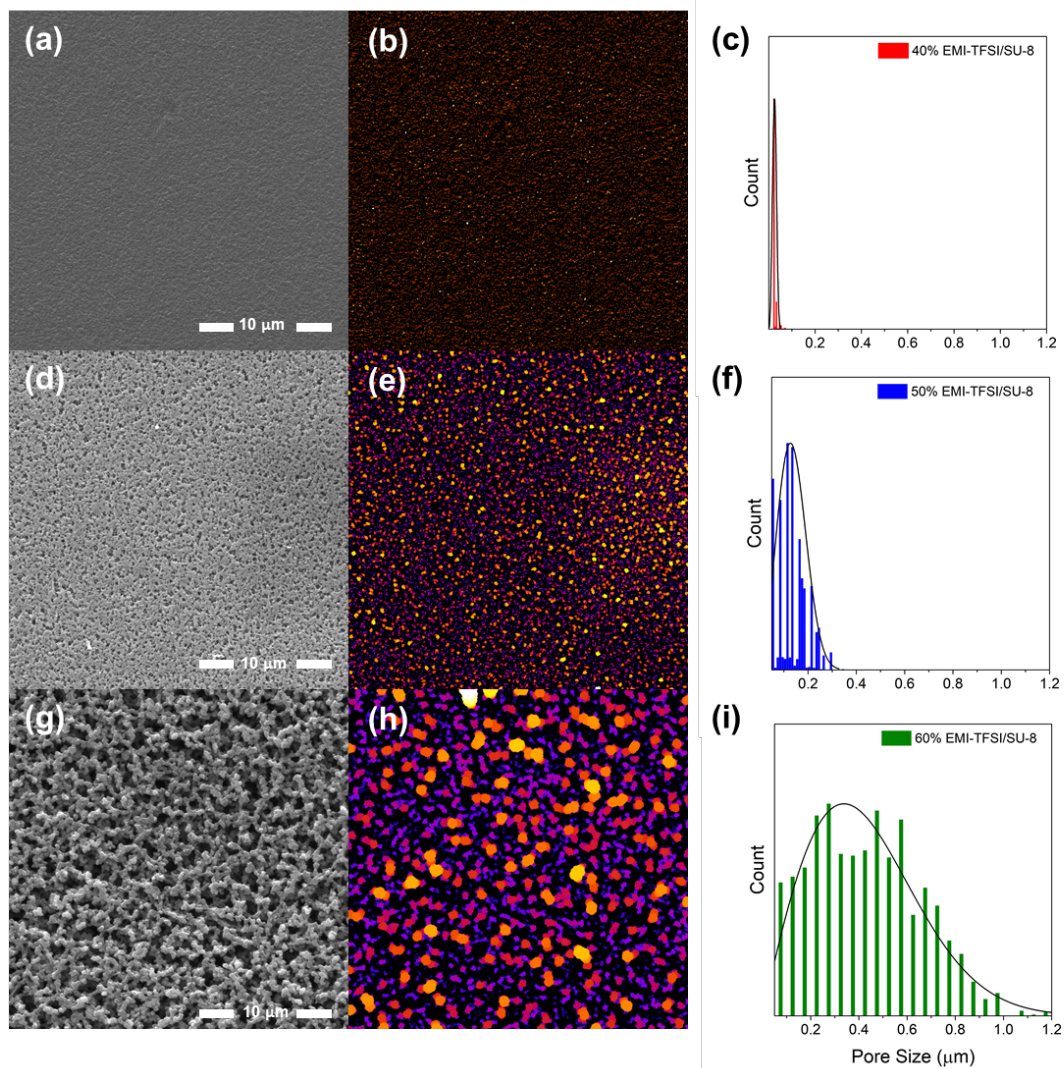 (a)
10 μm
(b)
(c)
40% EMI-TFSI/SU-8
Count
0.2 0.4 0.6 0.8 1.0 1.2
(d)
10 μm
(e)
(f)
50% EMI-TFSI/SU-8
Count
0.2 0.4 0.6 0.8 1.0 1.2
(g)
10 μm
(h)
(i)
60% EMI-TFSI/SU-8
Count
0.2 0.4 0.6 0.8 1.0 1.2
Pore Size (μm)